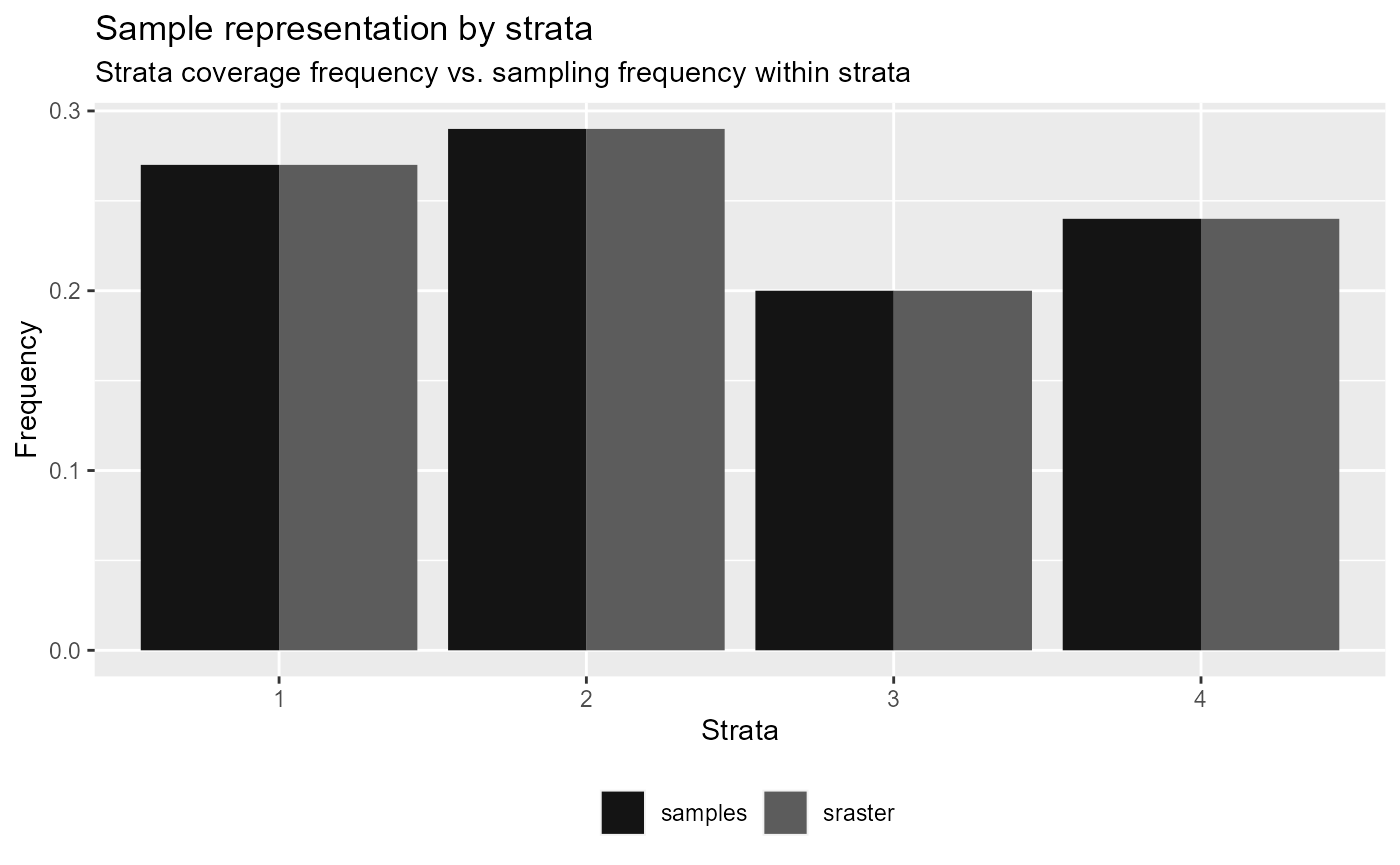 Sample representation by strata
Strata coverage frequency vs. sampling frequency within strata
0.3
0.2
0.1
0.0
Frequency
1 2 3 4
Strata
samples sraster